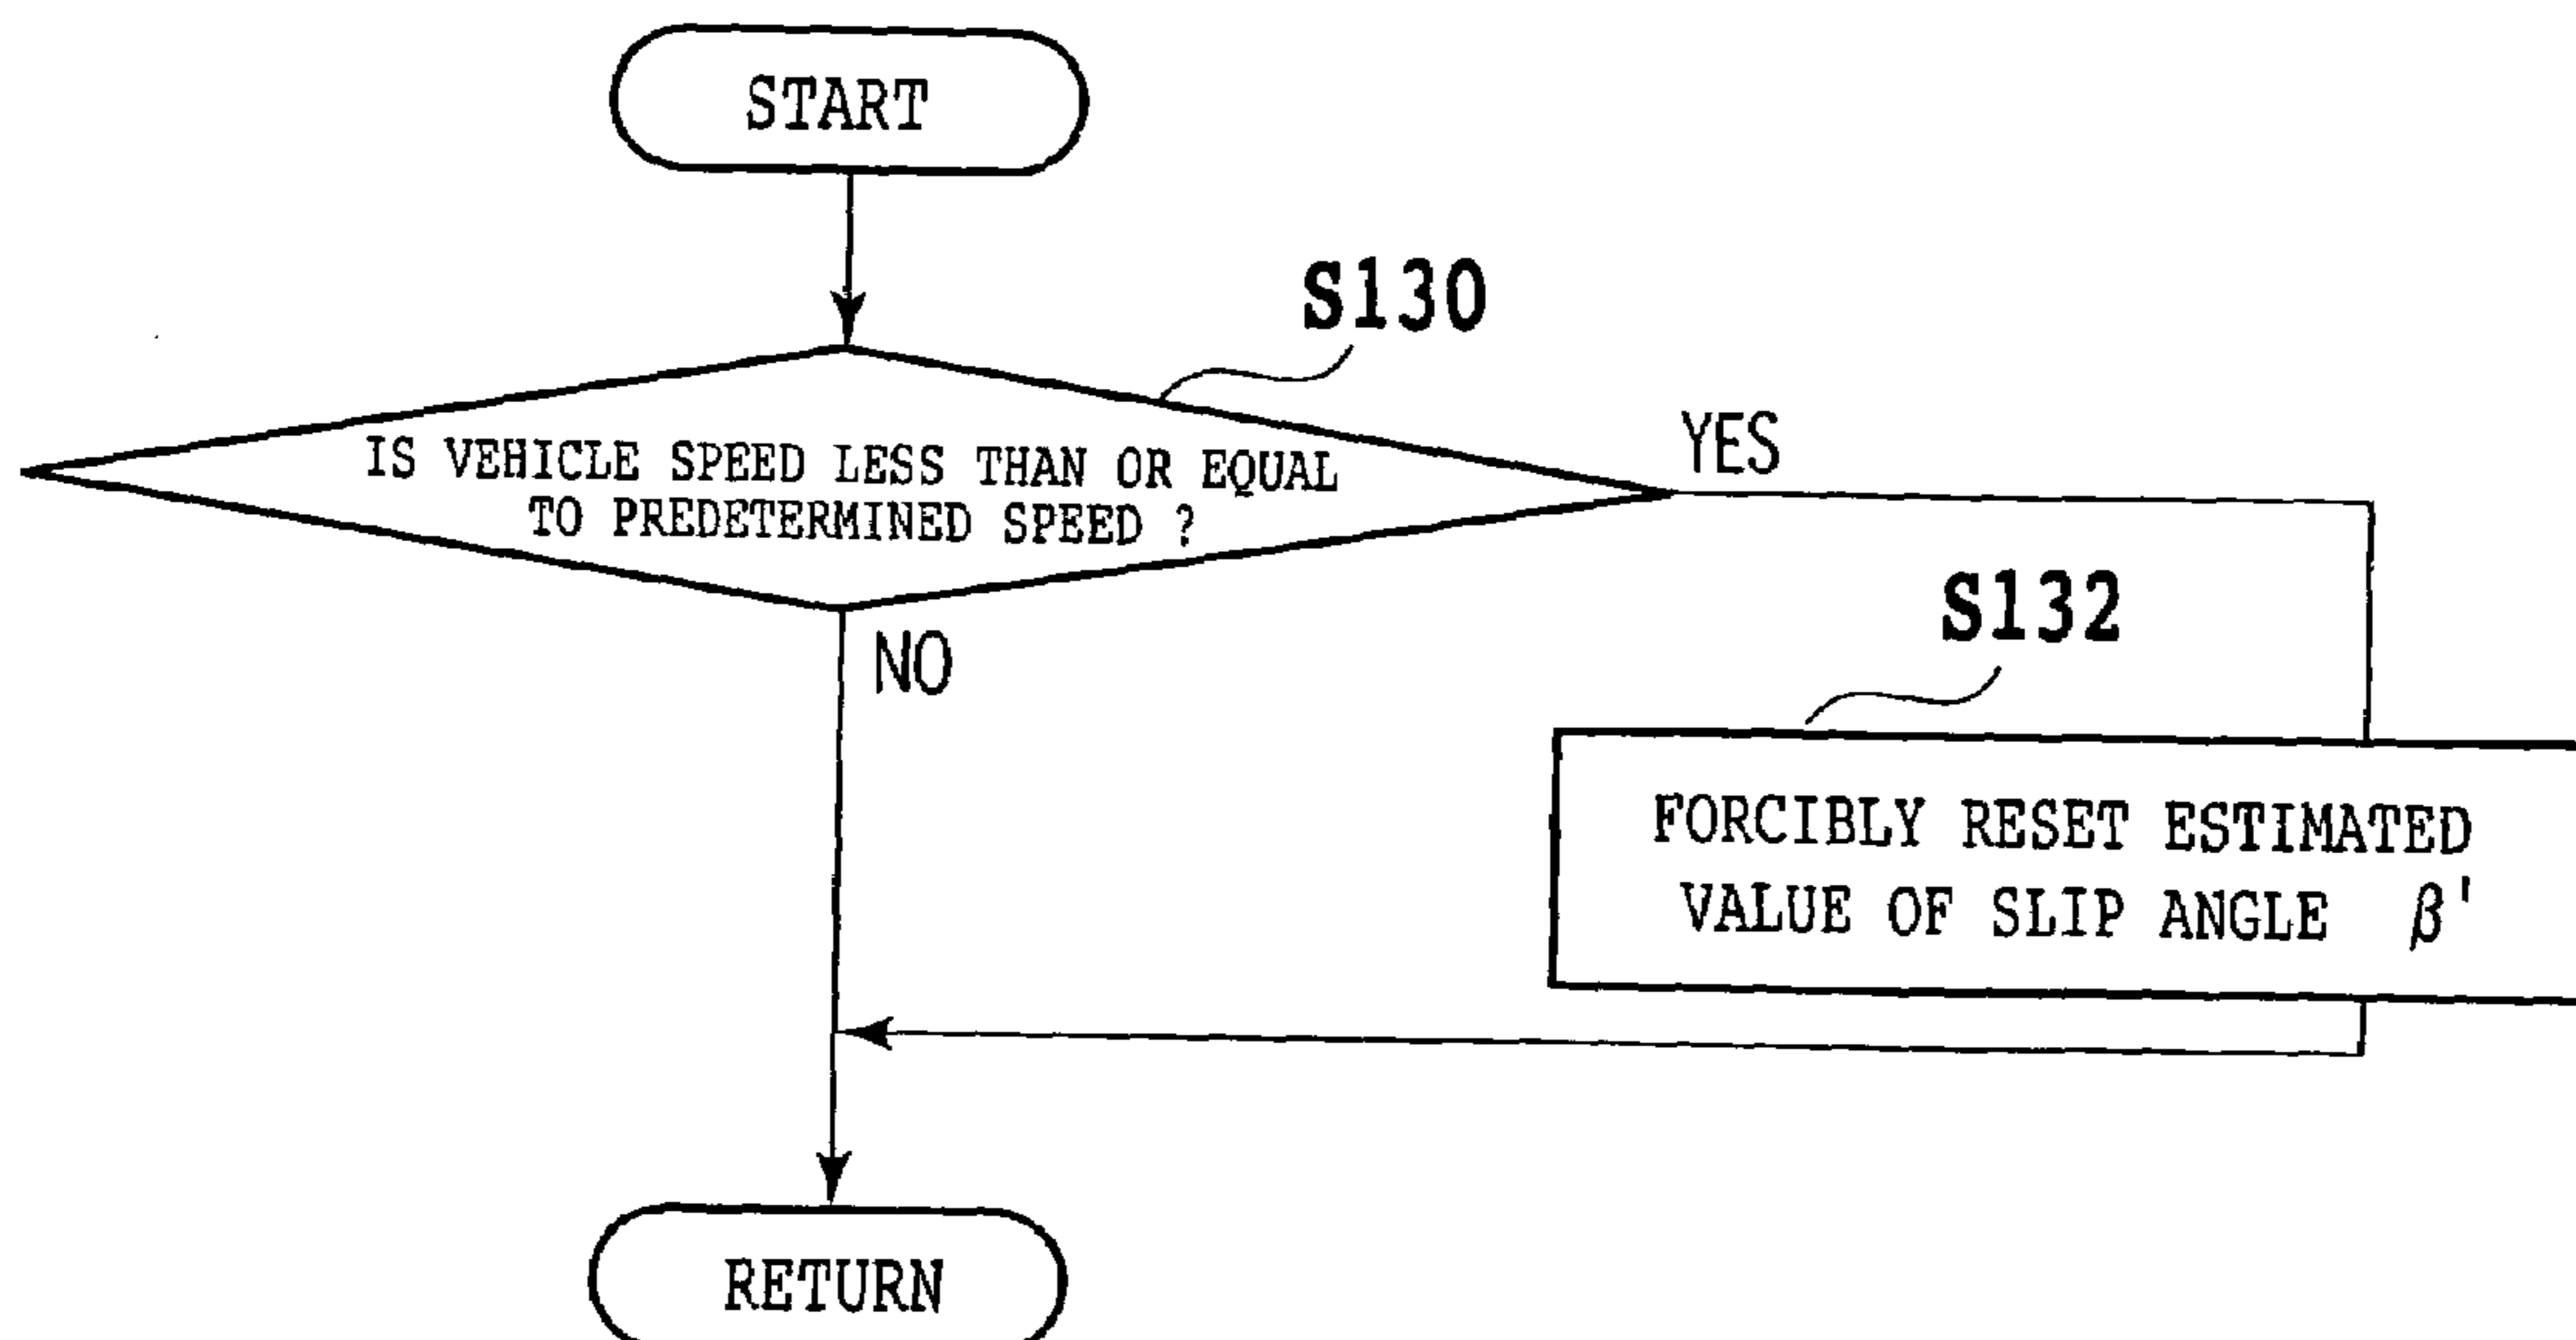 START
S130
IS VEHICLE SPEED LESS THAN OR EQUAL
TO PREDETERMINED SPEED ?
YES
NO
S132
FORCIBLY RESET ESTIMATED
VALUE OF SLIP ANGLE β'
RETURN